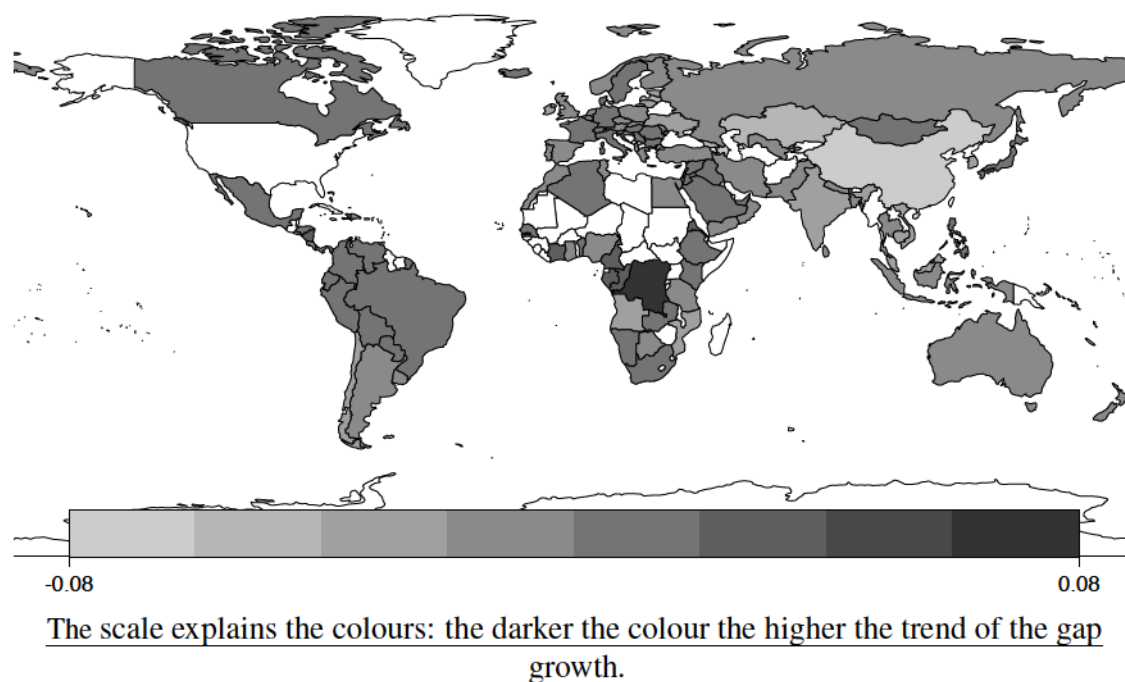 -0.08
0.08
The scale explains the colours: the darker the colour the higher the trend of the gap
growth.